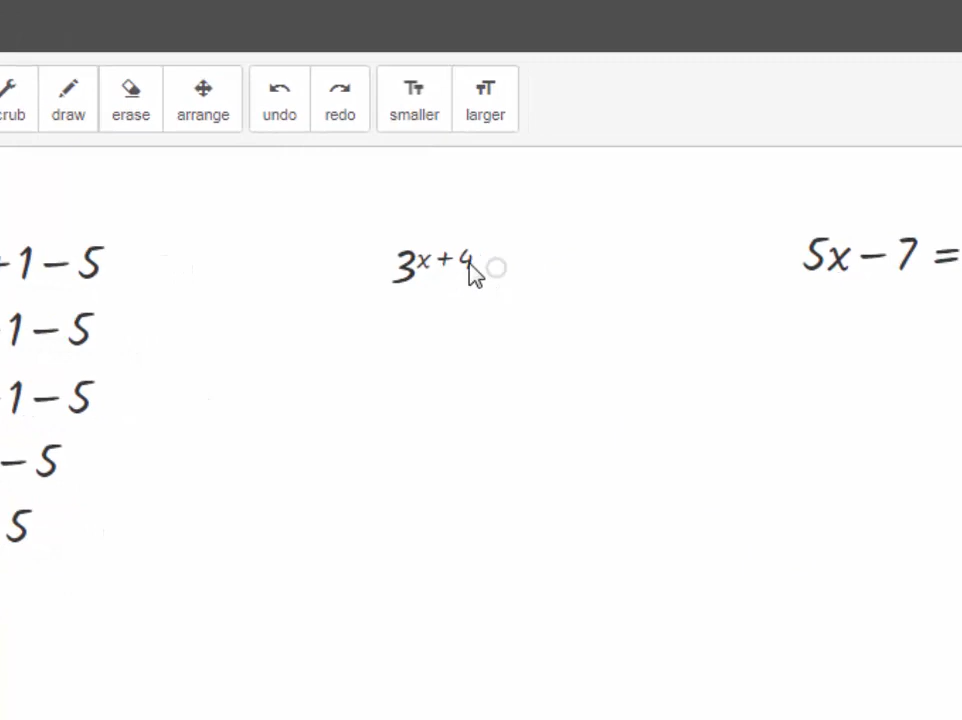 crub draw erase arrange undo redo smaller larger
+ 1 − 5
1 − 5
1 − 5
− 5
5
3^{x + 4}
5x − 7 =